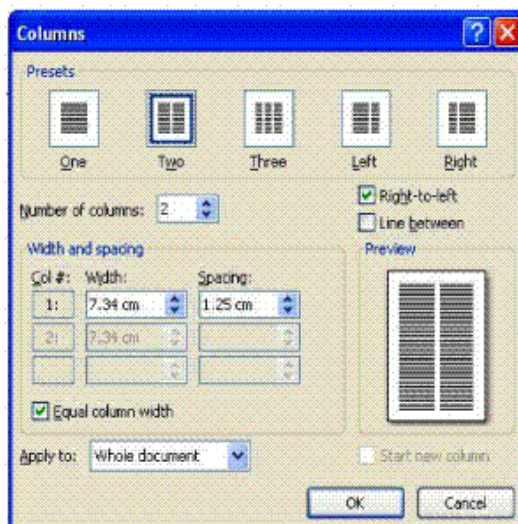 Columns
Presets
One Two Three Left Right
Number of columns: 2
Right-to-left
Line between
Width and spacing
Preview
Col #: Width: Spacing:
1: 7.34 cm 1.25 cm
2: 7.34 cm
Equal column width
Apply to: Whole document
Start new column
OK Cancel